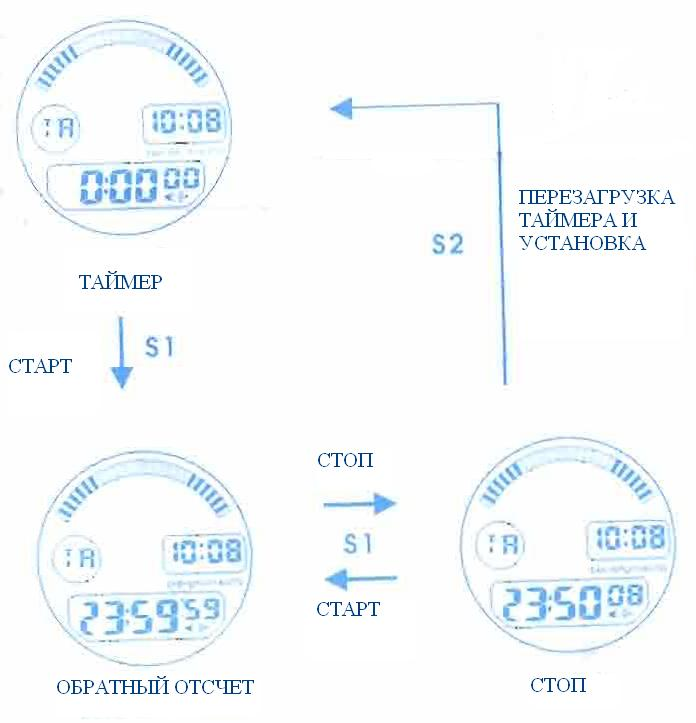 TA
10:08
0:00 00
ТАЙМЕР
S2
ПЕРЕЗАГРУЗКА
ТАЙМЕРА И
УСТАНОВКА
СТАРТ
S1
TA
10:08
23:59 59
ОБРАТНЫЙ ОТСЧЕТ
СТОП
S1
СТАРТ
TA
10:08
23:50 08
СТОП